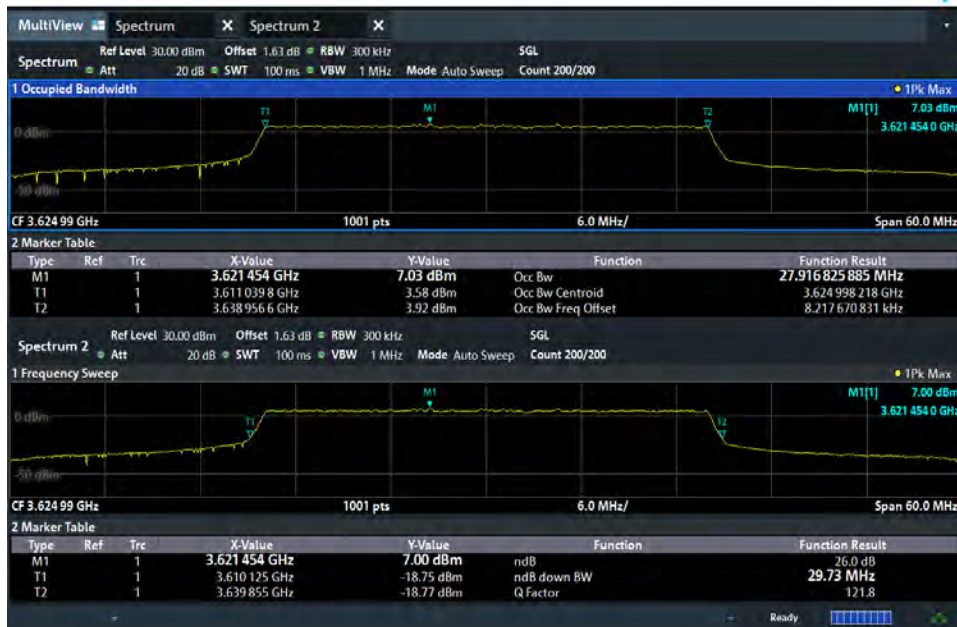 MultiView Spectrum X Spectrum 2 X
Spectrum Ref Level 30.00 dBm Offset 1.63 dB RBW 300 kHz SGL
Att 20 dB SWT 100 ms VBW 1 MHz Mode Auto Sweep Count 200/200
1 Occupied Bandwidth 1Pk Max
T1 M1 T2 M1[1] 7.03 dBm
0 dBm 3.621 454 0 GHz
-50 dBm
CF 3.624 99 GHz 1001 pts 6.0 MHz/ Span 60.0 MHz
2 Marker Table
Type Ref Trc X-Value Y-Value Function Function Result
M1 1 3.621 454 GHz 7.03 dBm Occ Bw 27.916 825 885 MHz
T1 1 3.611 039 8 GHz 3.58 dBm Occ Bw Centroid 3.624 998 218 GHz
T2 1 3.638 956 6 GHz 3.92 dBm Occ Bw Freq Offset 8.217 670 831 kHz
Spectrum 2 Ref Level 30.00 dBm Offset 1.63 dB RBW 300 kHz SGL
Att 20 dB SWT 100 ms VBW 1 MHz Mode Auto Sweep Count 200/200
1 Frequency Sweep 1Pk Max
M1 M1[1] 7.00 dBm
0 dBm T1 T2 3.621 454 0 GHz
-50 dBm
CF 3.624 99 GHz 1001 pts 6.0 MHz/ Span 60.0 MHz
2 Marker Table
Type Ref Trc X-Value Y-Value Function Function Result
M1 1 3.621 454 GHz 7.00 dBm ndB 26.0 dB
T1 1 3.610 125 GHz -18.75 dBm ndB down BW 29.73 MHz
T2 1 3.639 855 GHz -18.77 dBm Q Factor 121.8
Ready